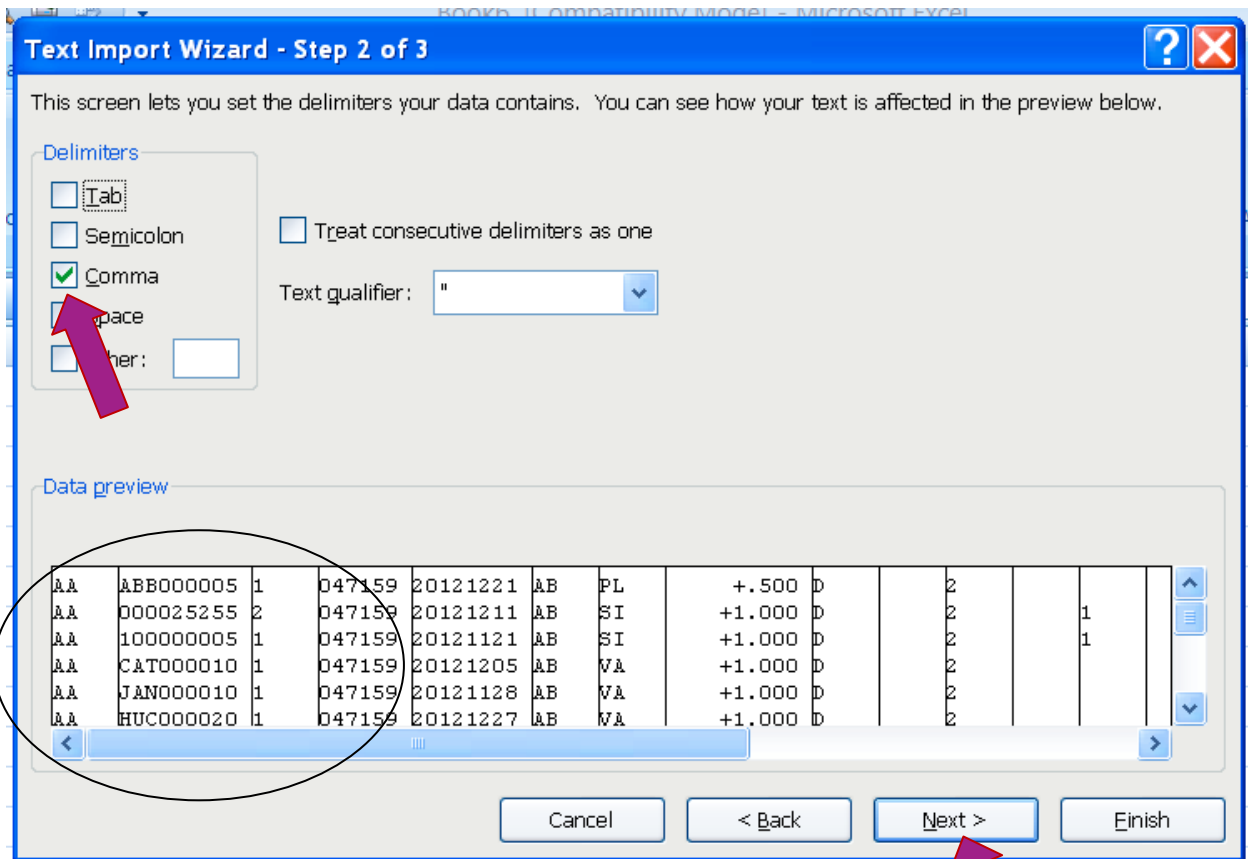 Book6 [Compatibility Mode] - Microsoft Excel
Text Import Wizard - Step 2 of 3
This screen lets you set the delimiters your data contains. You can see how your text is affected in the preview below.
Delimiters
Tab
Semicolon
Treat consecutive delimiters as one
Comma
Text qualifier: "
Data preview
AA ABB000005 1 047159 20121221 AB PL +.500 D 2
AA 000025255 2 047159 20121211 AB SI +1.000 D 2 1
AA 100000005 1 047159 20121121 AB SI +1.000 D 2 1
AA CAT000010 1 047159 20121205 AB VA +1.000 D 2
AA JAN000010 1 047159 20121128 AB VA +1.000 D 2
AA HUC000020 1 047159 20121227 AB VA +1.000 D 2
Cancel < Back Next > Finish